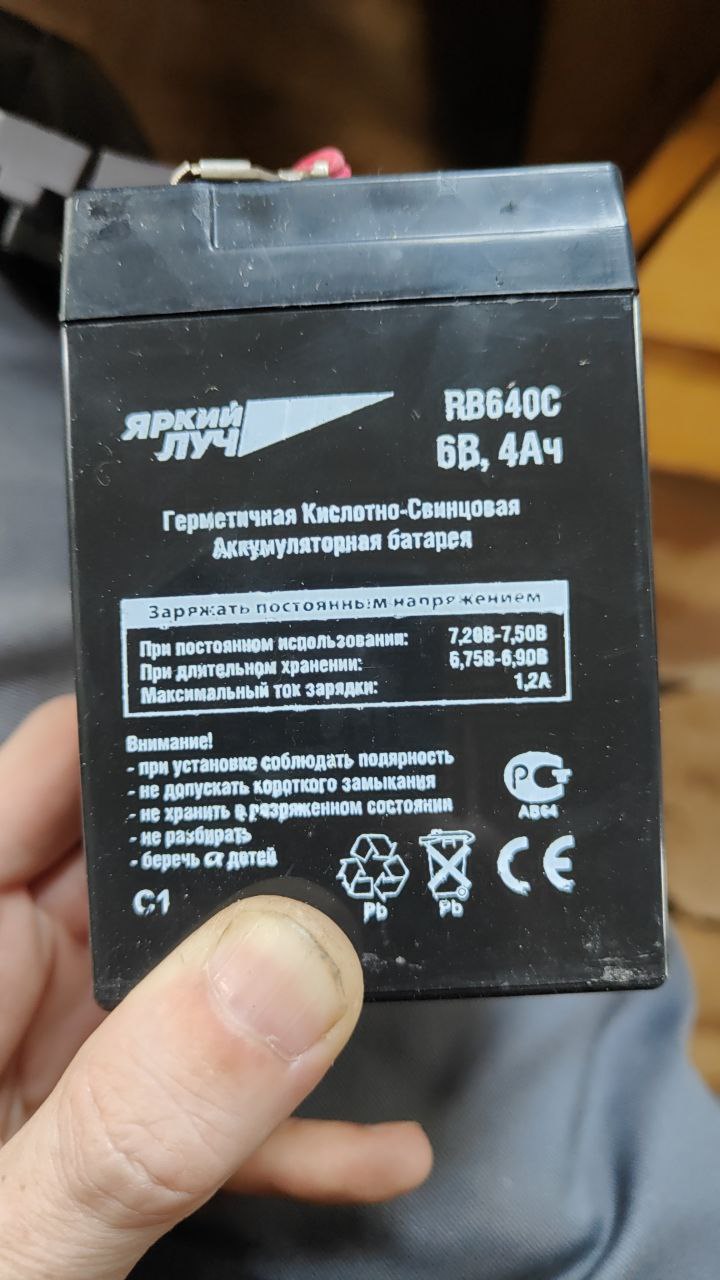 ЯРКИЙ
ЛУЧ
RB640C
6В, 4Ач
Герметичная Кислотно-Свинцовая
Аккумуляторная батарея
Заряжать постоянным напряжением
При постоянном использовании: 7,20В-7,50В
При длительном хранении: 6,75В-6,90В
Максимальный ток зарядки: 1,2А
Внимание!
- при установке соблюдать полярность
- не допускать короткого замыкания
- не хранить в разряженном состоянии
- не разбирать
- беречь от детей
РСТ
АВ64
CE
Pb
Pb
C1